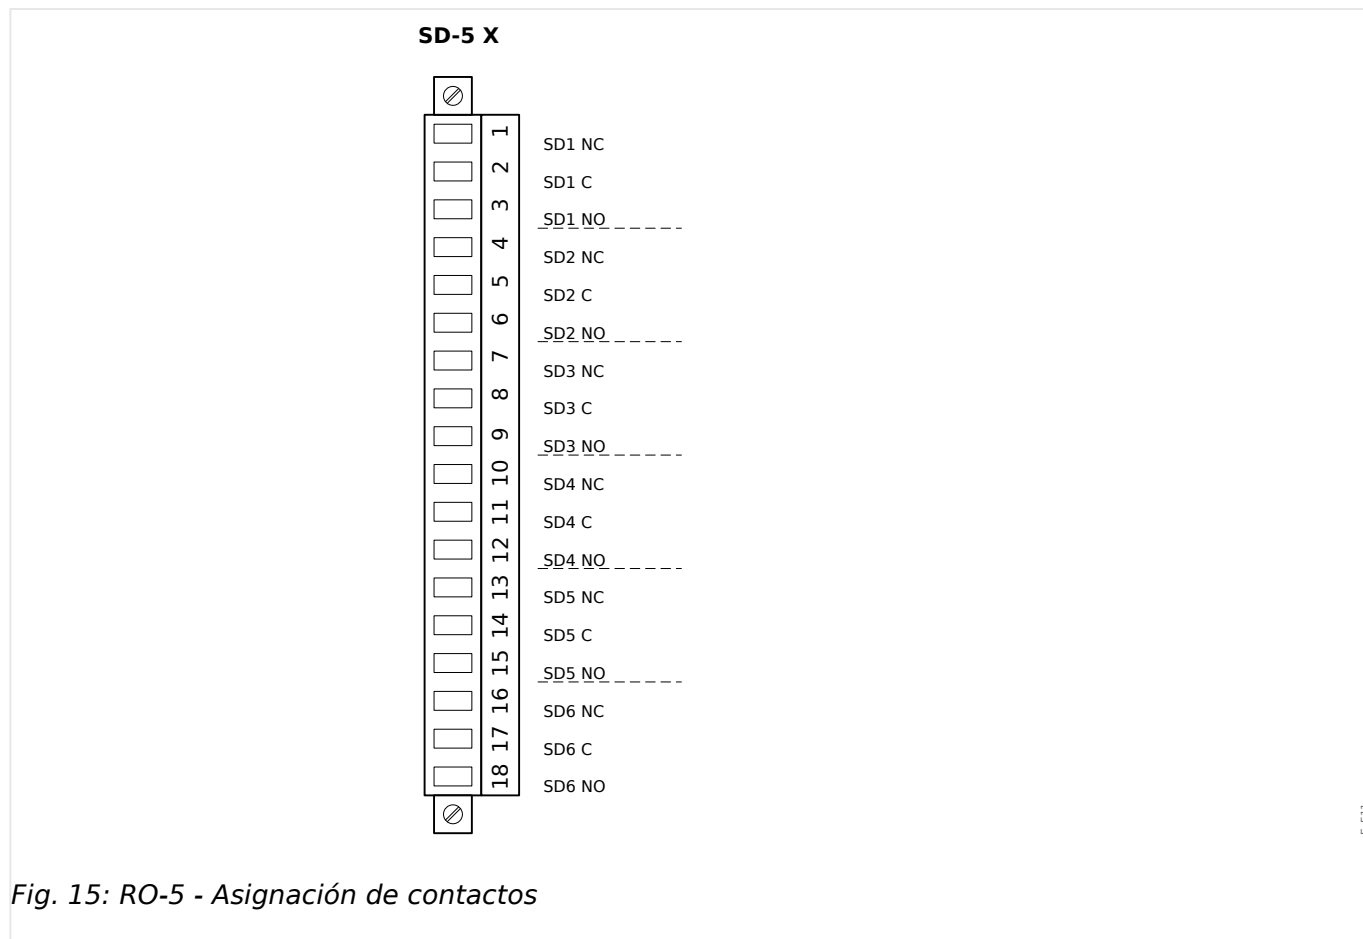 SD-5 X
1 SD1 NC
2 SD1 C
3 SD1 NO
4 SD2 NC
5 SD2 C
6 SD2 NO
7 SD3 NC
8 SD3 C
9 SD3 NO
10 SD4 NC
11 SD4 C
12 SD4 NO
13 SD5 NC
14 SD5 C
15 SD5 NO
16 SD6 NC
17 SD6 C
18 SD6 NO
Fig. 15: RO-5 - Asignación de contactos